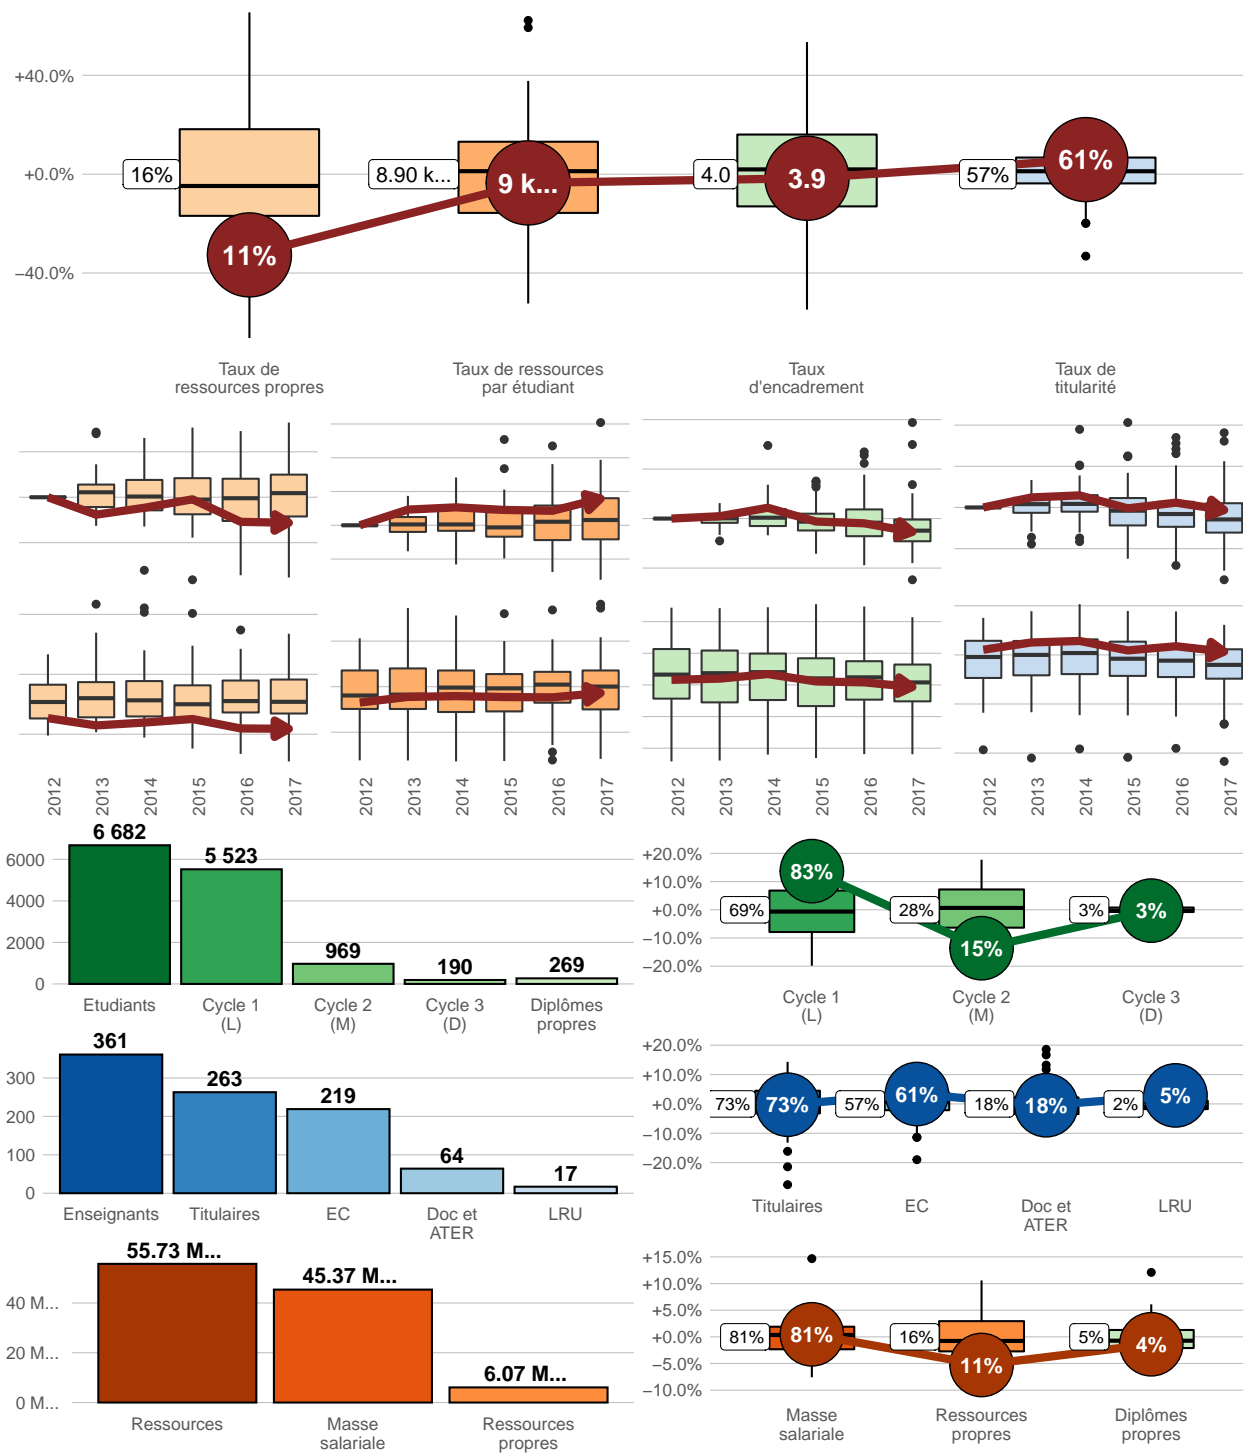 +40.0%
+0.0%
−40.0%
16%
8.90 k...
4.0
57%
11%
9 k...
3.9
61%
Taux de
ressources propres
Taux de ressources
par étudiant
Taux
d'encadrement
Taux de
titularité
2012
2013
2014
2015
2016
2017
2012
2013
2014
2015
2016
2017
2012
2013
2014
2015
2016
2017
2012
2013
2014
2015
2016
2017
6000
4000
2000
0
6 682
5 523
969
190
269
Etudiants
Cycle 1
(L)
Cycle 2
(M)
Cycle 3
(D)
Diplômes
propres
+20.0%
+10.0%
+0.0%
−10.0%
−20.0%
69%
83%
28%
15%
3%
3%
Cycle 1
(L)
Cycle 2
(M)
Cycle 3
(D)
300
200
100
0
361
263
219
64
17
Enseignants
Titulaires
EC
Doc et
ATER
LRU
+20.0%
+10.0%
+0.0%
−10.0%
−20.0%
73%
73%
57%
61%
18%
18%
2%
5%
Titulaires
EC
Doc et
ATER
LRU
40 M...
20 M...
0 M...
55.73 M...
45.37 M...
6.07 M...
Ressources
Masse
salariale
Ressources
propres
+15.0%
+10.0%
+5.0%
+0.0%
−5.0%
−10.0%
81%
81%
16%
11%
5%
4%
Masse
salariale
Ressources
propres
Diplômes
propres